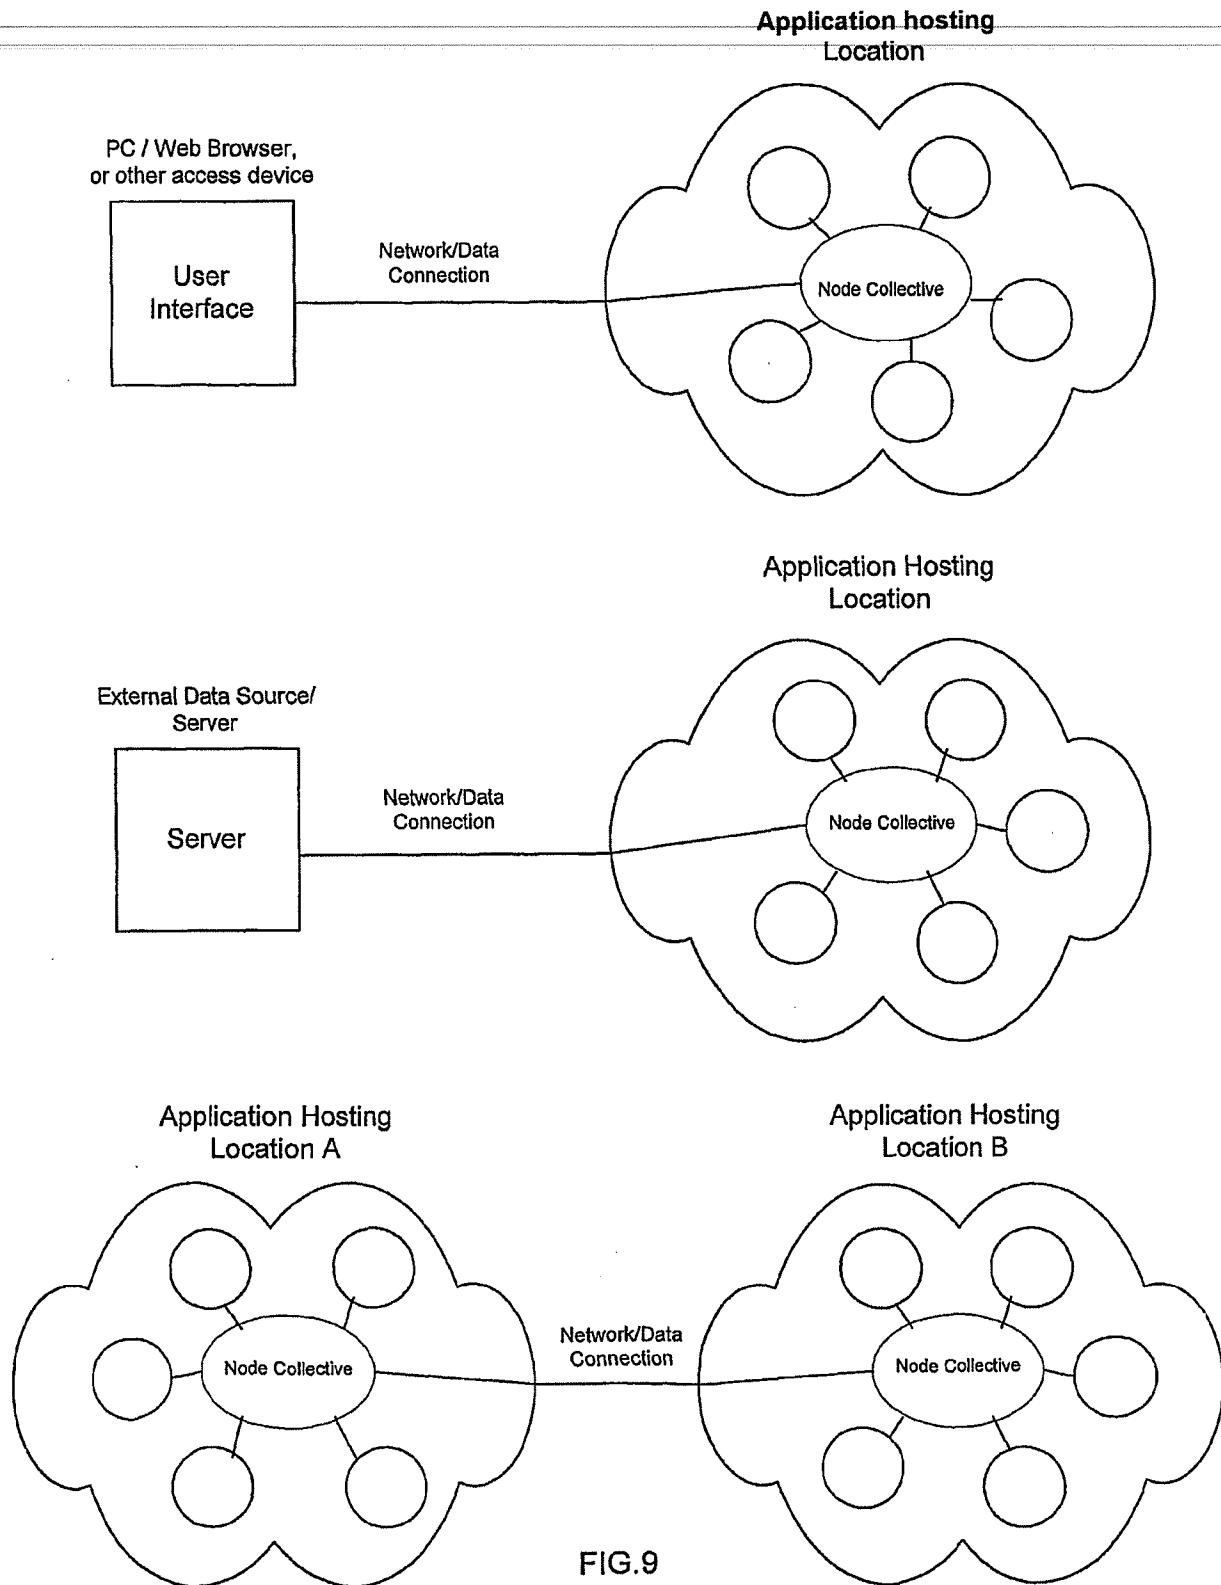 Application hosting
Location
PC / Web Browser,
or other access device
User
Interface
Network/Data
Connection
Node Collective
Application Hosting
Location
External Data Source/
Server
Server
Network/Data
Connection
Node Collective
Application Hosting
Location A
Application Hosting
Location B
Node Collective
Network/Data
Connection
Node Collective
FIG.9